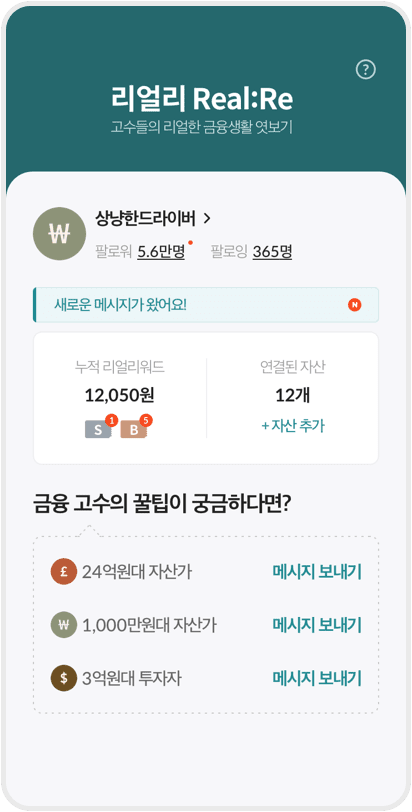 ?
리얼리 Real:Re
고수들의 리얼한 금융생활 엿보기
₩ 상냥한드라이버 >
팔로워 5.6만명 팔로잉 365명
새로운 메시지가 왔어요! N
누적 리얼리워드 연결된 자산
12,050원 12개
S 1 B 5 + 자산 추가
금융 고수의 꿀팁이 궁금하다면?
£ 24억원대 자산가 메시지 보내기
₩ 1,000만원대 자산가 메시지 보내기
$ 3억원대 투자자 메시지 보내기